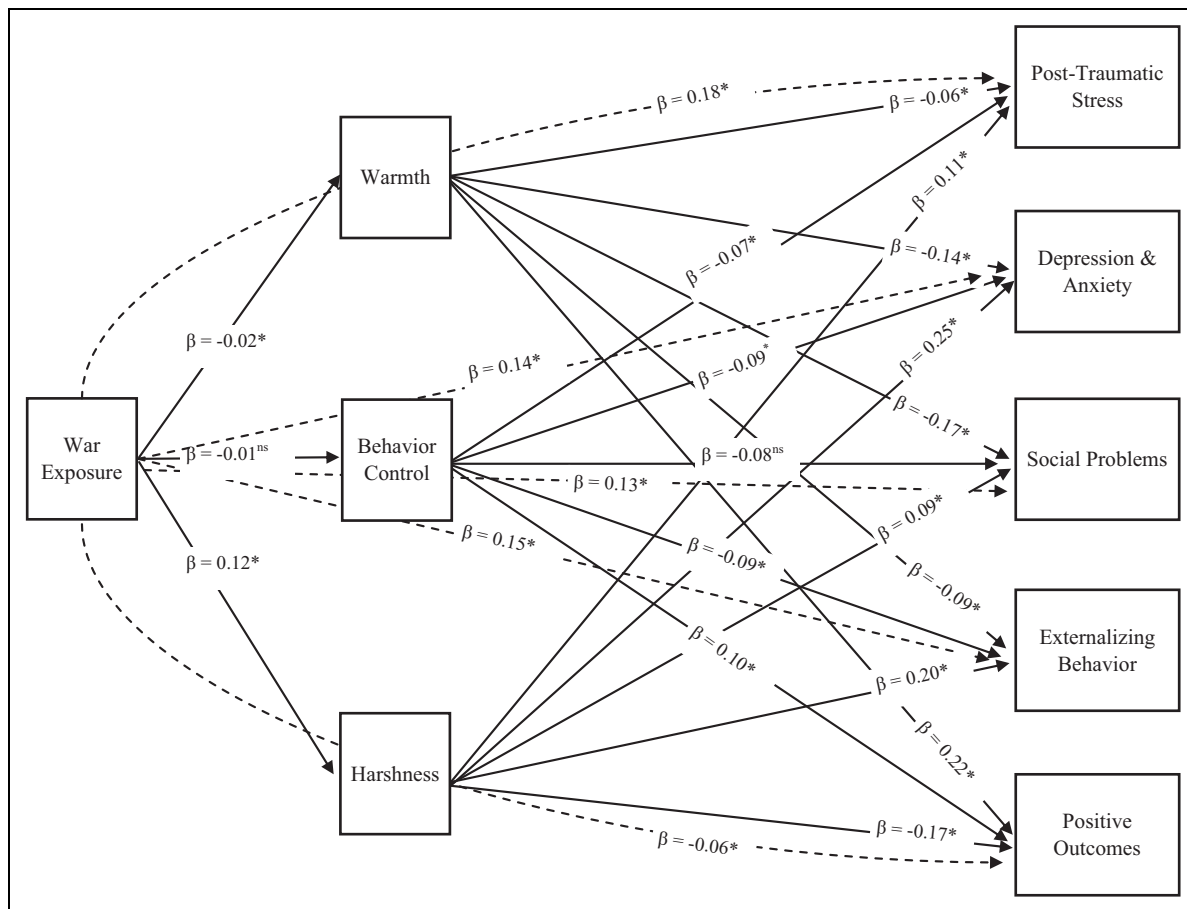 Post-Traumatic
Stress
β = 0.18*
β = -0.06*
Warmth
β = 0.11*
β = -0.07*
β = -0.14*
Depression &
Anxiety
β = -0.02*
β = 0.14*
β = -0.09*
β = 0.25*
β = -0.17*
War
Exposure
β = -0.01ns
Behavior
Control
β = -0.08ns
Social Problems
β = 0.13*
β = 0.09*
β = 0.15*
β = -0.09*
β = -0.09*
β = 0.12*
Externalizing
Behavior
β = 0.10*
β = 0.20*
β = 0.22*
Harshness
β = -0.17*
β = -0.06*
Positive
Outcomes